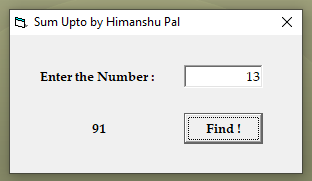 Sum Upto by Himanshu Pal
Enter the Number : 13
91 Find !